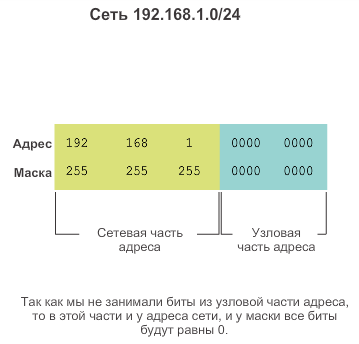 Сеть 192.168.1.0/24
Адрес 192 168 1 0000 0000
Маска 255 255 255 0000 0000
Сетевая часть адреса
Узловая часть адреса
Так как мы не занимали биты из узловой части адреса,
то в этой части и у адреса сети, и у маски все биты
будут равны 0.